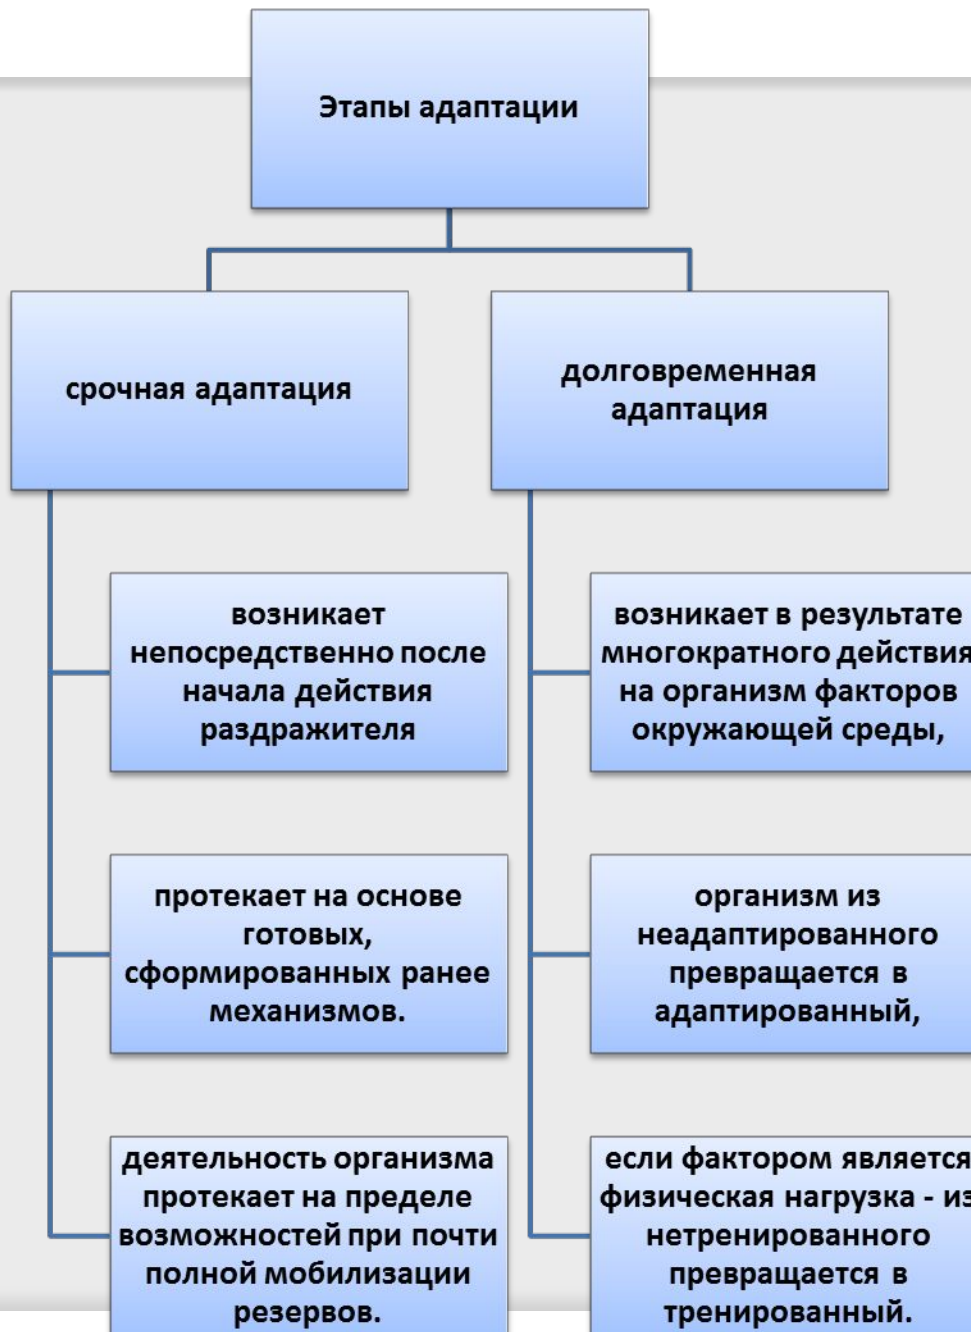 Этапы адаптации
срочная адаптация
долговременная
адаптация
возникает
непосредственно после
начала действия
раздражителя
возникает в результате
многократного действия
на организм факторов
окружающей среды,
протекает на основе
готовых,
сформированных ранее
механизмов.
организм из
неадаптированного
превращается в
адаптированный,
деятельность организма
протекает на пределе
возможностей при почти
полной мобилизации
резервов.
если фактором является
физическая нагрузка - из
нетренированного
превращается в
тренированный.